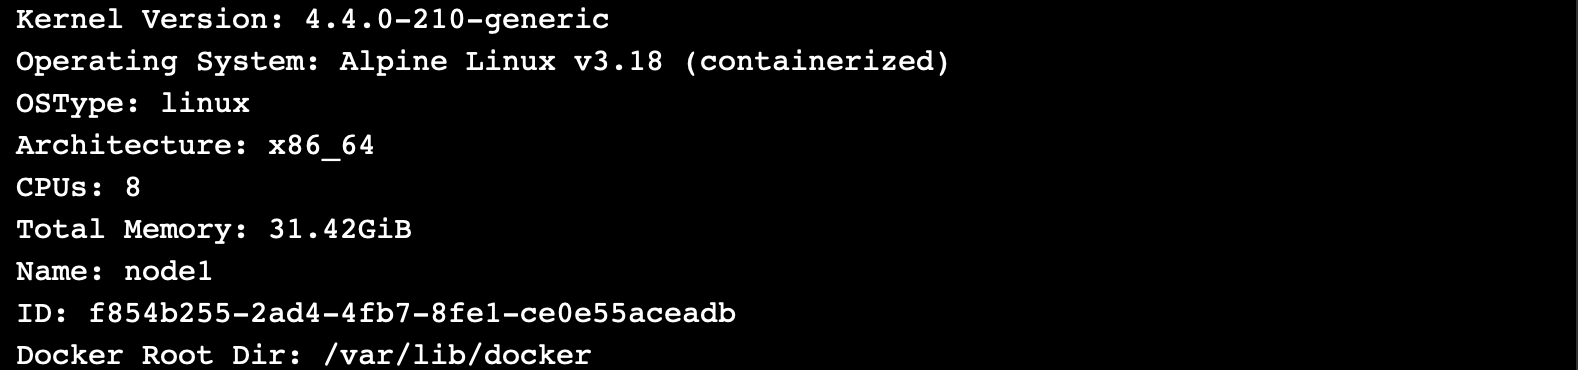 Kernel Version: 4.4.0-210-generic
Operating System: Alpine Linux v3.18 (containerized)
OSType: linux
Architecture: x86_64
CPUs: 8
Total Memory: 31.42GiB
Name: node1
ID: f854b255-2ad4-4fb7-8fe1-ce0e55aceadb
Docker Root Dir: /var/lib/docker